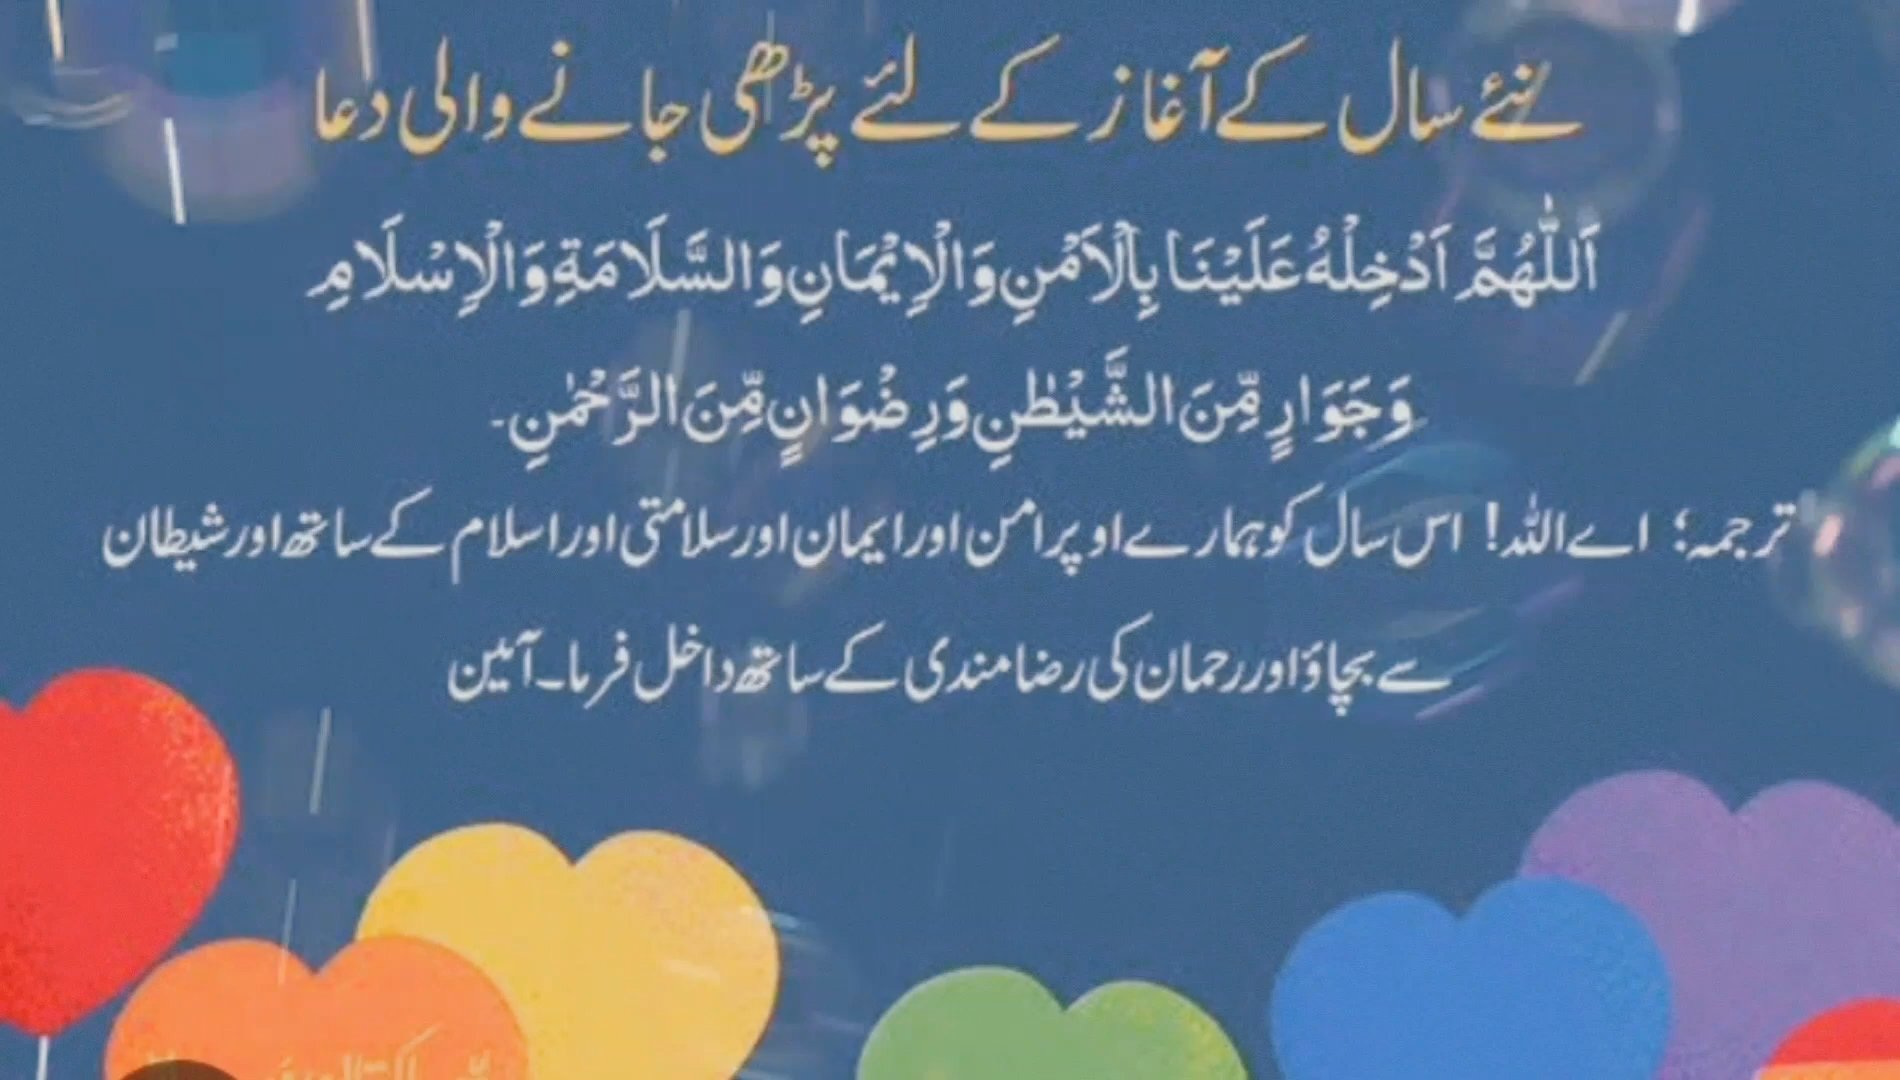 نئے سال کے آغاز کے لئے پڑھی جانے والی دعا
اَللّٰهُمَّ اَدْخِلْهُ عَلَيْنَا بِالْاَمْنِ وَالْاِيْمَانِ وَالسَّلَامَةِ وَالْاِسْلَامِ
وَجَوَارٍ مِّنَ الشَّيْطٰنِ وَرِضْوَانٍ مِّنَ الرَّحْمٰنِ۔
ترجمہ؛ اے اللہ! اس سال کو ہمارے اوپر امن اور ایمان اور سلامتی اور اسلام کے ساتھ اور شیطان
سے بچاؤ اور رحمان کی رضا مندی کے ساتھ داخل فرما۔ آمین